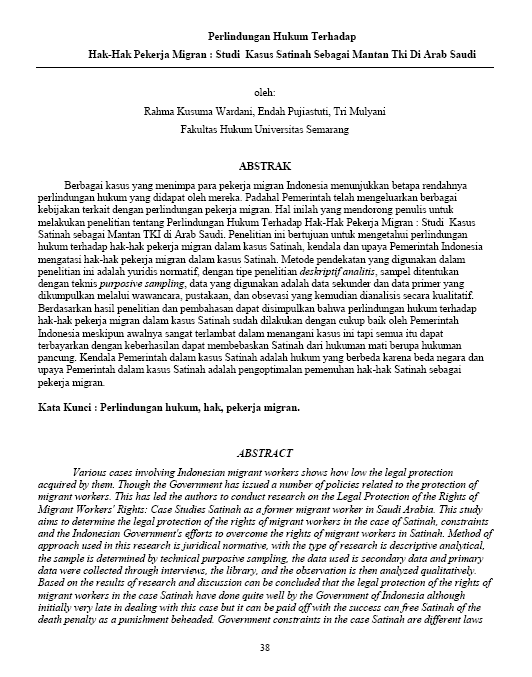 Perlindungan Hukum Terhadap
Hak-Hak Pekerja Migran : Studi Kasus Satinah Sebagai Mantan Tki Di Arab Saudi
oleh:
Rahma Kusuma Wardani, Endah Pujiastuti, Tri Mulyani
Fakultas Hukum Universitas Semarang
ABSTRAK
Berbagai kasus yang menimpa para pekerja migran Indonesia menunjukkan betapa rendahnya
perlindungan hukum yang didapat oleh mereka. Padahal Pemerintah telah mengeluarkan berbagai
kebijakan terkait dengan perlindungan pekerja migran. Hal inilah yang mendorong penulis untuk
melakukan penelitian tentang Perlindungan Hukum Terhadap Hak-Hak Pekerja Migran : Studi Kasus
Satinah sebagai Mantan TKI di Arab Saudi. Penelitian ini bertujuan untuk mengetahui perlindungan
hukum terhadap hak-hak pekerja migran dalam kasus Satinah, kendala dan upaya Pemerintah Indonesia
mengatasi hak-hak pekerja migran dalam kasus Satinah. Metode pendekatan yang digunakan dalam
penelitian ini adalah yuridis normatif, dengan tipe penelitian deskriptif analitis, sampel ditentukan
dengan teknis purposive sampling, data yang digunakan adalah data sekunder dan data primer yang
dikumpulkan melalui wawancara, pustakaan, dan obsevasi yang kemudian dianalisis secara kualitatif.
Berdasarkan hasil penelitian dan pembahasan dapat disimpulkan bahwa perlindungan hukum terhadap
hak-hak pekerja migran dalam kasus Satinah sudah dilakukan dengan cukup baik oleh Pemerintah
Indonesia meskipun awalnya sangat terlambat dalam menangani kasus ini tapi semua itu dapat
terbayarkan dengan keberhasilan dapat membebaskan Satinah dari hukuman mati berupa hukuman
pancung. Kendala Pemerintah dalam kasus Satinah adalah hukum yang berbeda karena beda negara dan
upaya Pemerintah dalam kasus Satinah adalah pengoptimalan pemenuhan hak-hak Satinah sebagai
pekerja migran.
Kata Kunci : Perlindungan hukum, hak, pekerja migran.
ABSTRACT
Various cases involving Indonesian migrant workers shows how low the legal protection
acquired by them. Though the Government has issued a number of policies related to the protection of
migrant workers. This has led the authors to conduct research on the Legal Protection of the Rights of
Migrant Workers' Rights: Case Studies Satinah as a former migrant worker in Saudi Arabia. This study
aims to determine the legal protection of the rights of migrant workers in the case of Satinah, constraints
and the Indonesian Government's efforts to overcome the rights of migrant workers in Satinah. Method of
approach used in this research is juridical normative, with the type of research is descriptive analytical,
the sample is determined by technical purposive sampling, the data used is secondary data and primary
data were collected through interviews, the library, and the observation is then analyzed qualitatively.
Based on the results of research and discussion can be concluded that the legal protection of the rights of
migrant workers in the case Satinah have done quite well by the Government of Indonesia although
initially very late in dealing with this case but it can be paid off with the success can free Satinah of the
death penalty as a punishment beheaded. Government constraints in the case Satinah are different laws
38